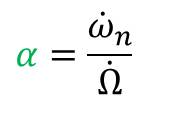 α = ω̇ₙ / Ω̇